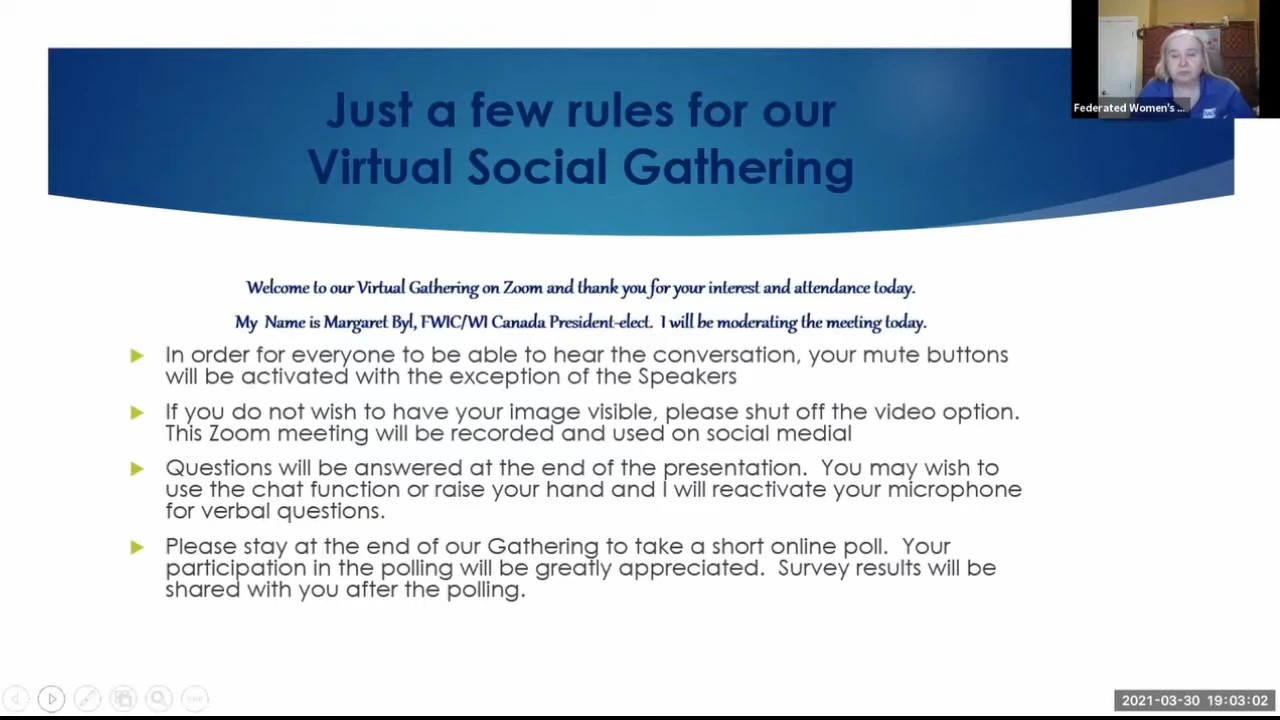 Just a few rules for our
Virtual Social Gathering
Federated Women's ...
Welcome to our Virtual Gathering on Zoom and thank you for your interest and attendance today.
My Name is Margaret Byl, FWIC/WI Canada President-elect. I will be moderating the meeting today.
In order for everyone to be able to hear the conversation, your mute buttons
will be activated with the exception of the Speakers
If you do not wish to have your image visible, please shut off the video option.
This Zoom meeting will be recorded and used on social medial
Questions will be answered at the end of the presentation. You may wish to
use the chat function or raise your hand and I will reactivate your microphone
for verbal questions.
Please stay at the end of our Gathering to take a short online poll. Your
participation in the polling will be greatly appreciated. Survey results will be
shared with you after the polling.
2021-03-30 19:03:02